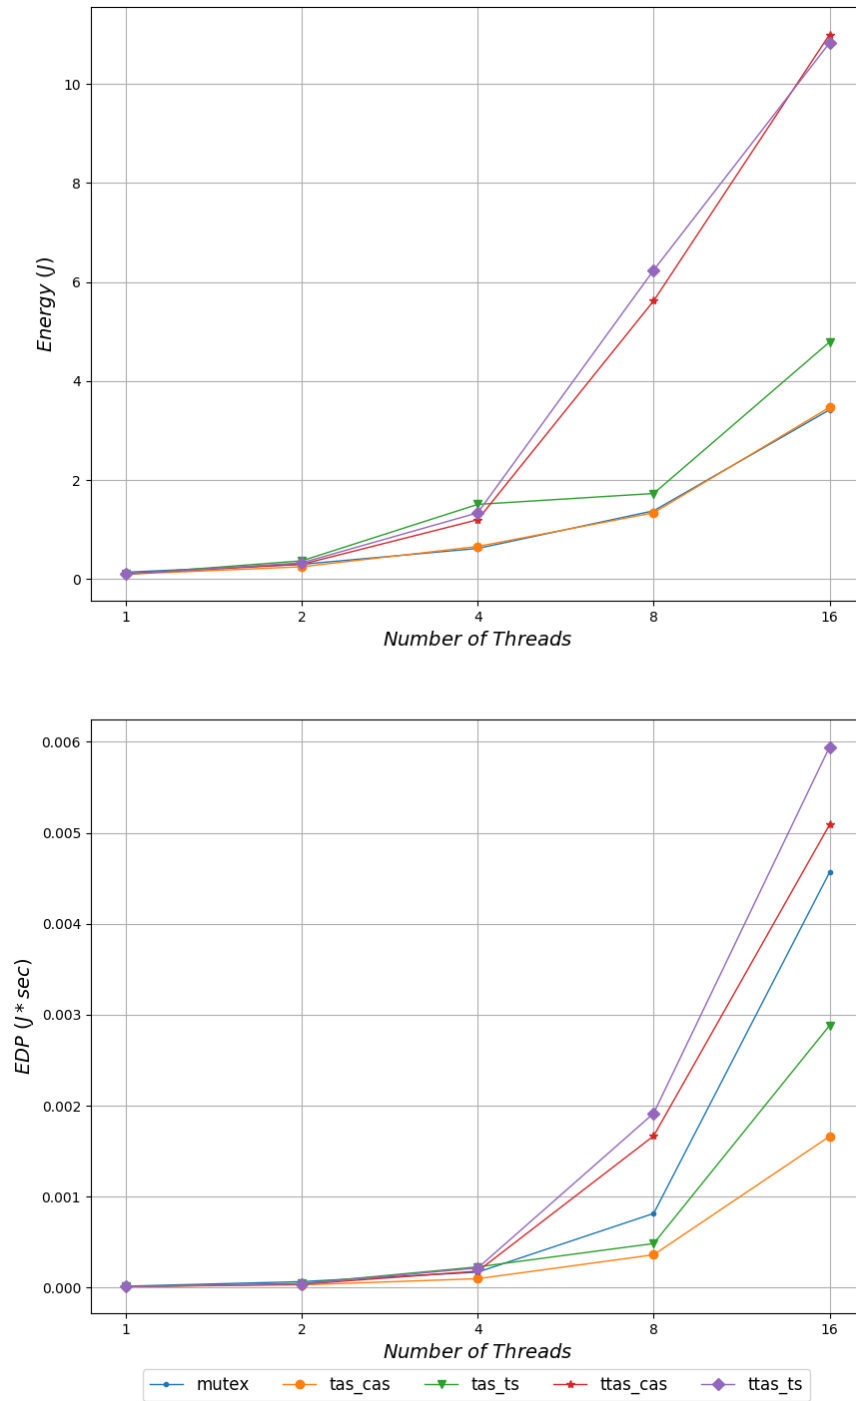 10
8
6
4
2
0
Energy (J)
1 2 4 8 16
Number of Threads
0.006
0.005
0.004
0.003
0.002
0.001
0.000
EDP (J * sec)
1 2 4 8 16
Number of Threads
mutex tas_cas tas_ts ttas_cas ttas_ts